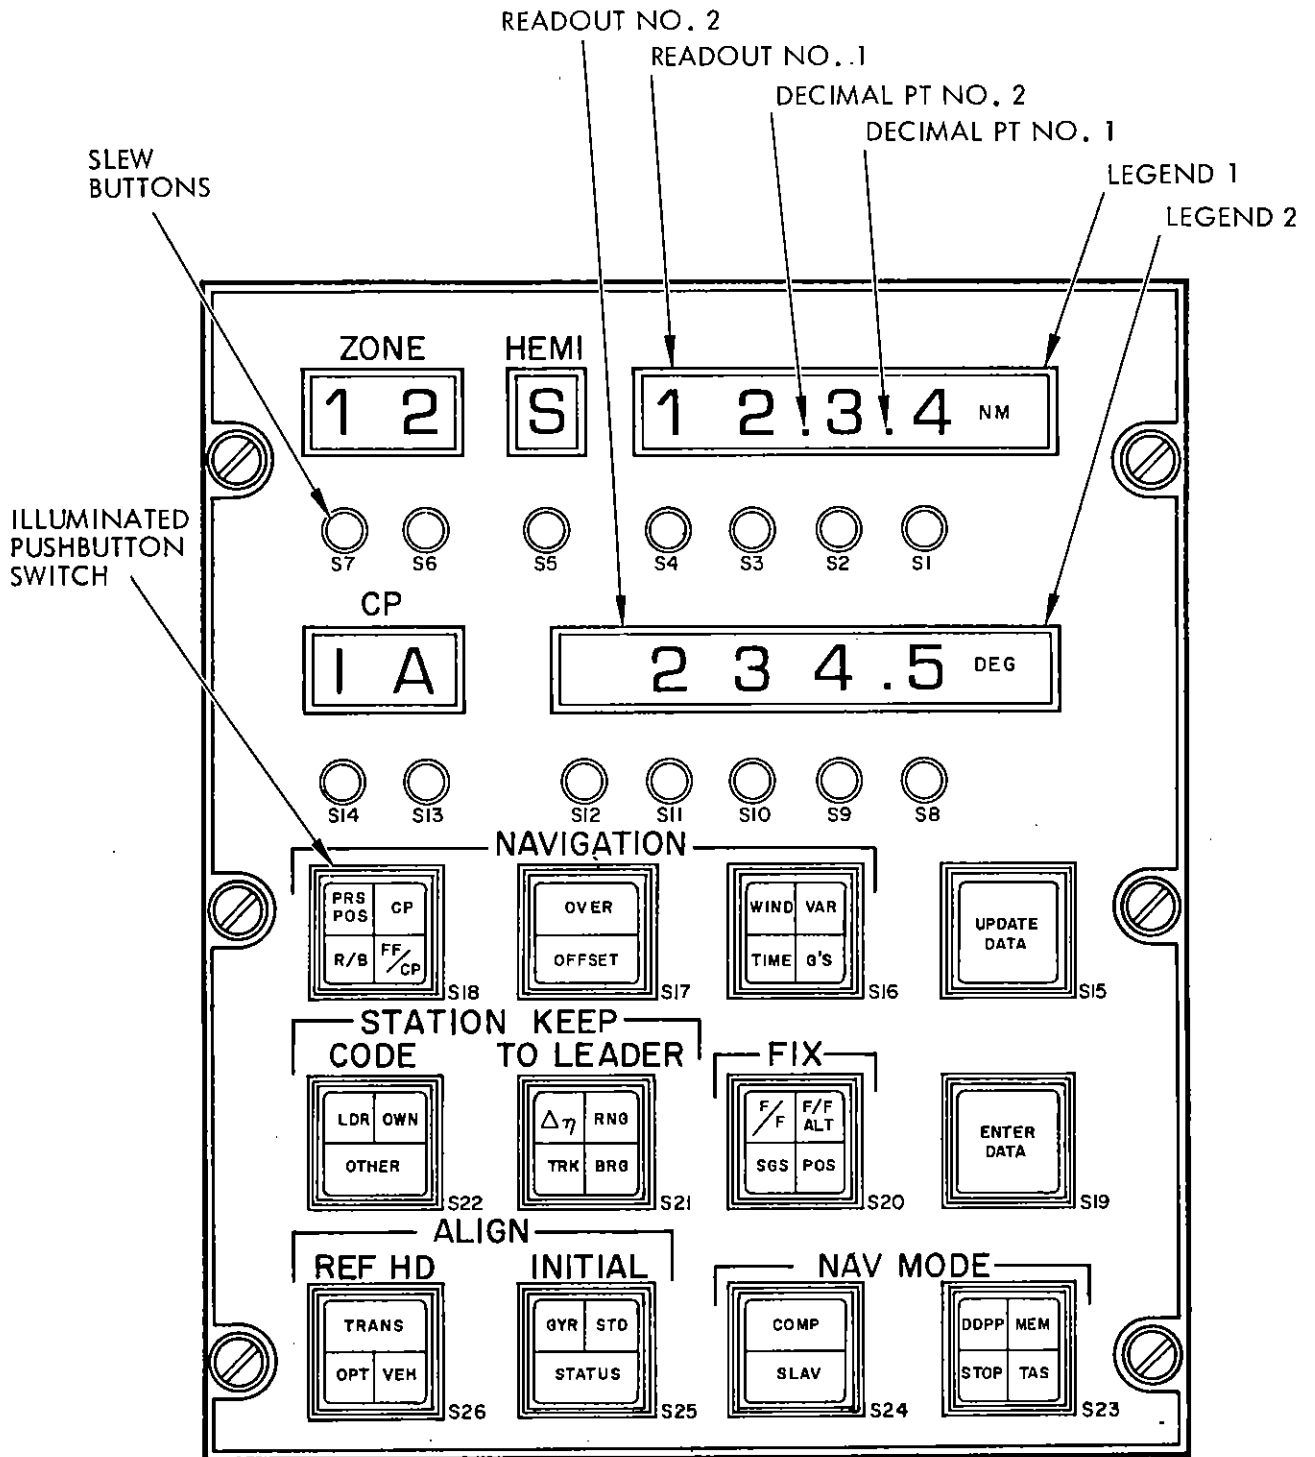 READOUT NO. 2
READOUT NO. 1
DECIMAL PT NO. 2
DECIMAL PT NO. 1
SLEW
BUTTONS
LEGEND 1
LEGEND 2
ZONE HEMI
1 2 S 1 2.3.4 NM
ILLUMINATED
PUSHBUTTON
SWITCH
S7 S6 S5 S4 S3 S2 S1
CP
I A 2 3 4.5 DEG
S14 S13 S12 S11 S10 S9 S8
NAVIGATION
PRS POS CP OVER WIND VAR UPDATE DATA
R/B FF/CP OFFSET TIME G'S
S18 S17 S16 S15
STATION KEEP
CODE TO LEADER FIX
LDR OWN Δη RNG F/F F/F ALT ENTER DATA
OTHER TRK BRG SGS POS
S22 S21 S20 S19
ALIGN
REF HD INITIAL NAV MODE
TRANS GYR STD COMP DDPP MEM
OPT VEH STATUS SLAV STOP TAS
S26 S25 S24 S23